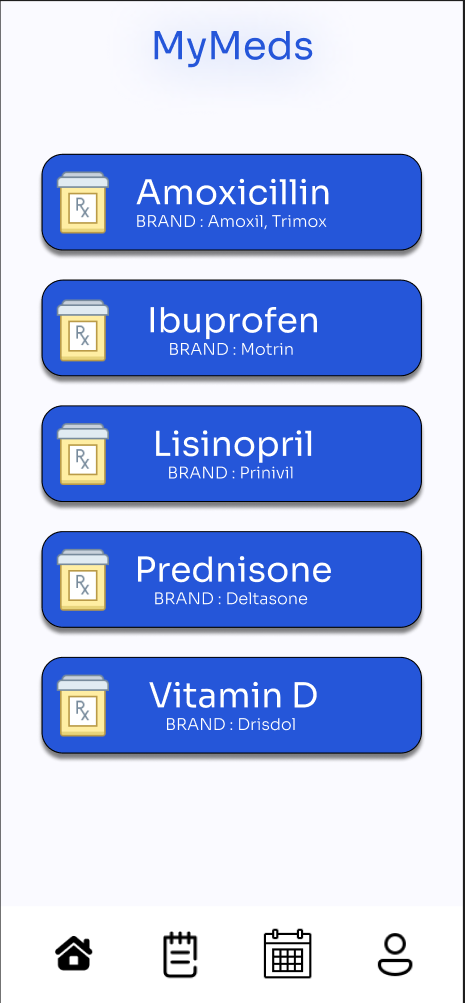 MyMeds
Rx
Amoxicillin
BRAND : Amoxil, Trimox
Rx
Ibuprofen
BRAND : Motrin
Rx
Lisinopril
BRAND : Prinivil
Rx
Prednisone
BRAND : Deltasone
Rx
Vitamin D
BRAND : Drisdol